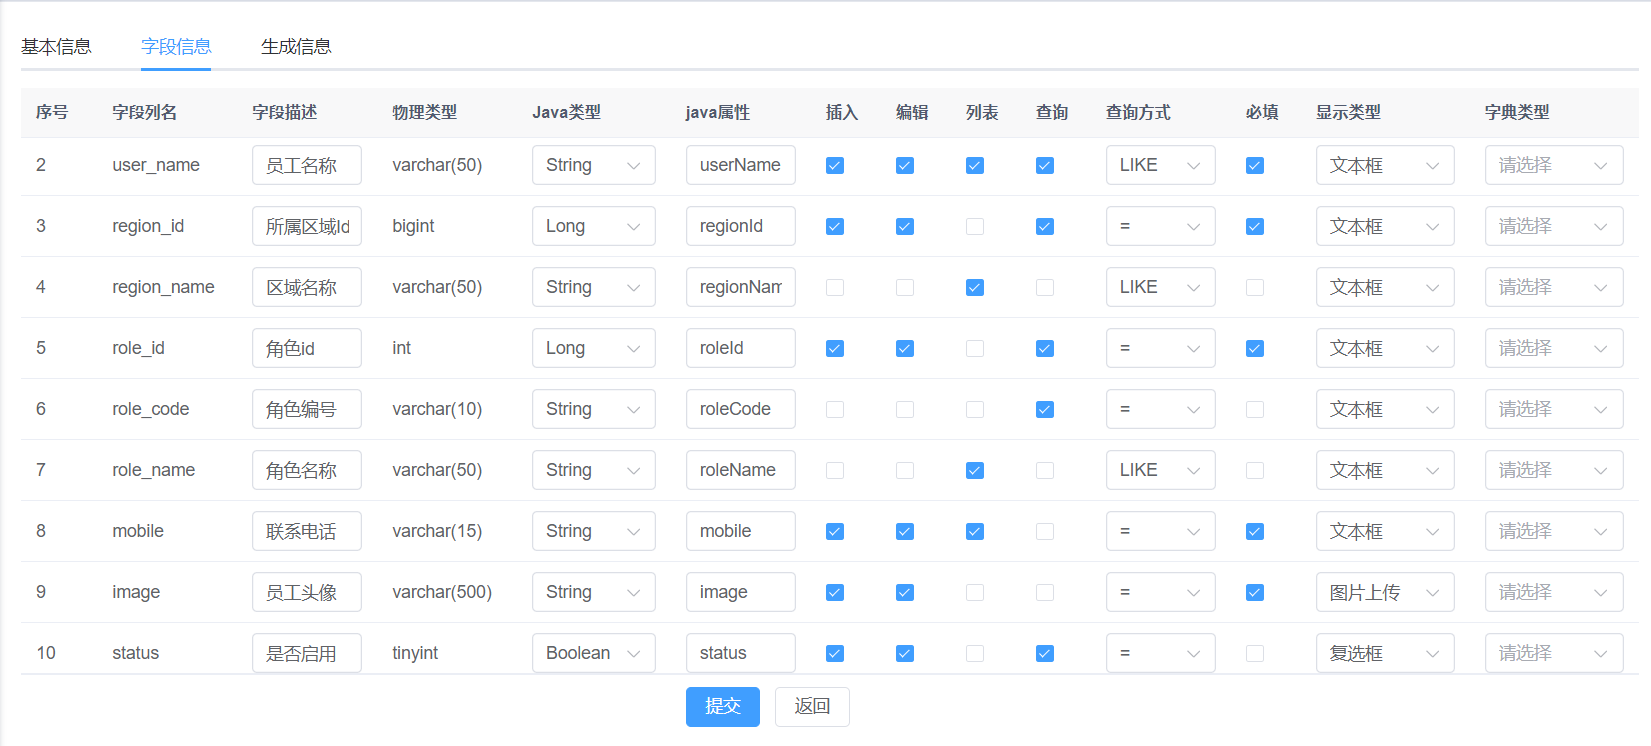 基本信息 字段信息 生成信息
序号 字段列名 字段描述 物理类型 Java类型 java属性 插入 编辑 列表 查询 查询方式 必填 显示类型 字典类型
2 user_name 员工名称 varchar(50) String userName LIKE 文本框 请选择
3 region_id 所属区域Id bigint Long regionId = 文本框 请选择
4 region_name 区域名称 varchar(50) String regionNam LIKE 文本框 请选择
5 role_id 角色id int Long roleId = 文本框 请选择
6 role_code 角色编号 varchar(10) String roleCode = 文本框 请选择
7 role_name 角色名称 varchar(50) String roleName LIKE 文本框 请选择
8 mobile 联系电话 varchar(15) String mobile = 文本框 请选择
9 image 员工头像 varchar(500) String image = 图片上传 请选择
10 status 是否启用 tinyint Boolean status = 复选框 请选择
提交 返回